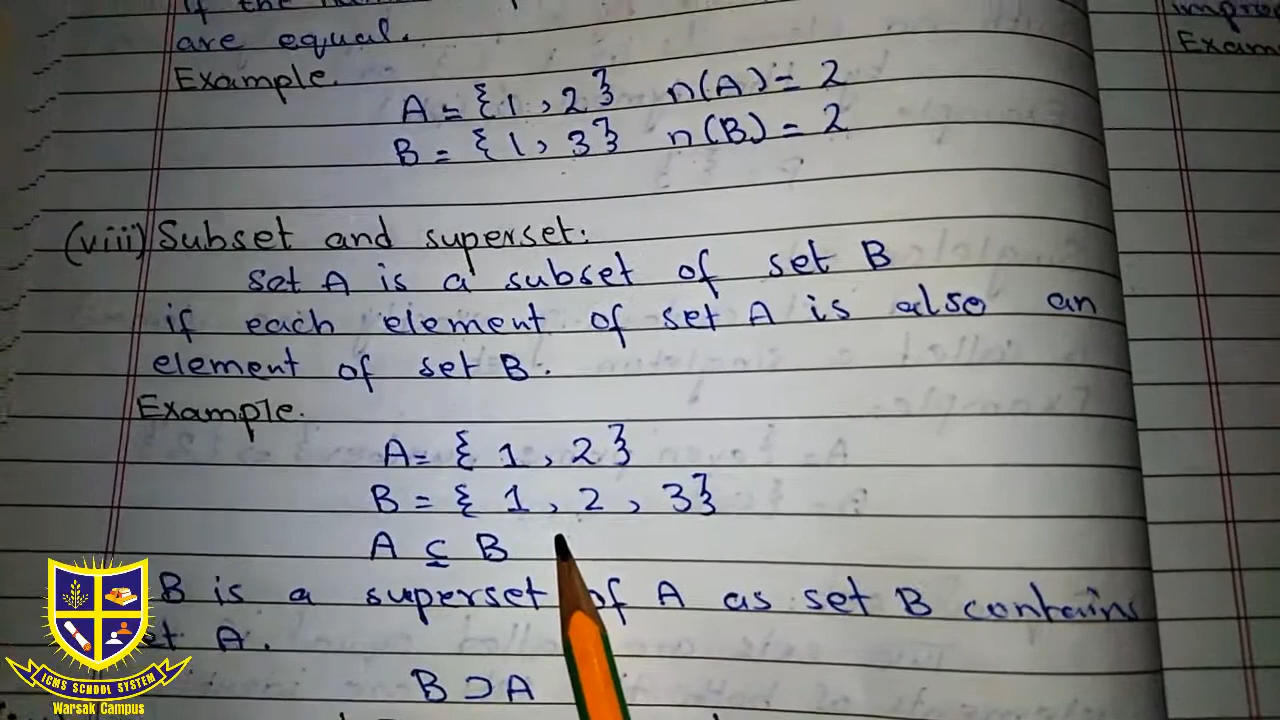 if the
are equal.
Example.
A = {1, 2} n(A) = 2
B = {1, 3} n(B) = 2
(viii) Subset and superset:
set A is a subset of set B
if each element of set A is also an
element of set B.
Example.
A = { 1, 2}
B = { 1, 2, 3}
A ⊆ B
B is a superset of A as set B contains
A.
B ⊃ A
Exam
ICMS SCHOOL SYSTEM
Warsak Campus